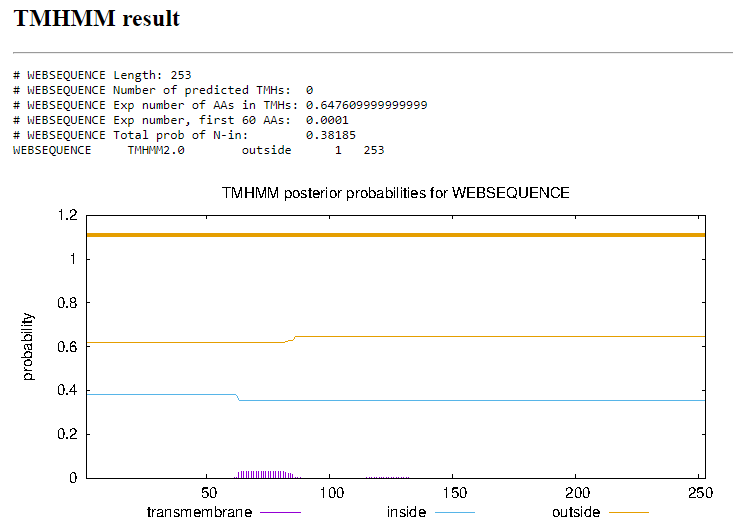 TMHMM result
# WEBSEQUENCE Length: 253
# WEBSEQUENCE Number of predicted TMHs:  0
# WEBSEQUENCE Exp number of AAs in TMHs: 0.647609999999999
# WEBSEQUENCE Exp number, first 60 AAs:  0.0001
# WEBSEQUENCE Total prob of N-in:        0.38185
WEBSEQUENCE     TMHMM2.0        outside      1   253
TMHMM posterior probabilities for WEBSEQUENCE
1.2
1
0.8
0.6
0.4
0.2
0
probability
50 100 150 200 250
transmembrane inside outside